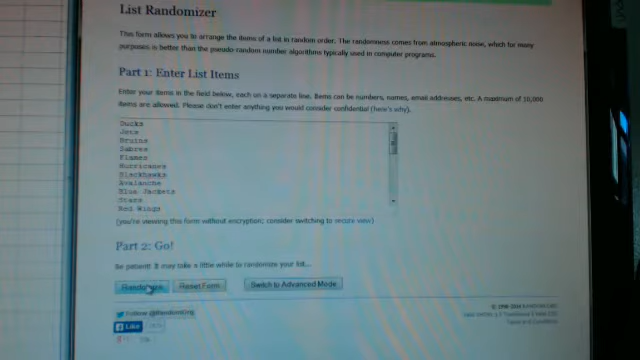 List Randomizer
This form allows you to arrange the items of a list in random order. The randomness comes from atmospheric noise, which for many
purposes is better than the pseudo-random number algorithms typically used in computer programs.
Part 1: Enter List Items
Enter your items in the field below, each on a separate line. Items can be numbers, names, email addresses, etc. A maximum of 10,000
items are allowed. Please don't enter anything you would consider confidential (here's why).
Ducks
Jets
Bruins
Sabres
Flames
Hurricanes
Blackhawks
Avalanche
Blue Jackets
Stars
Red Wings
(you're viewing this form without encryption; consider switching to secure view)
Part 2: Go!
Be patient! It may take a little while to randomize your list...
Randomize Reset Form Switch to Advanced Mode
Follow @RandomOrg
Like
Terms and Conditions